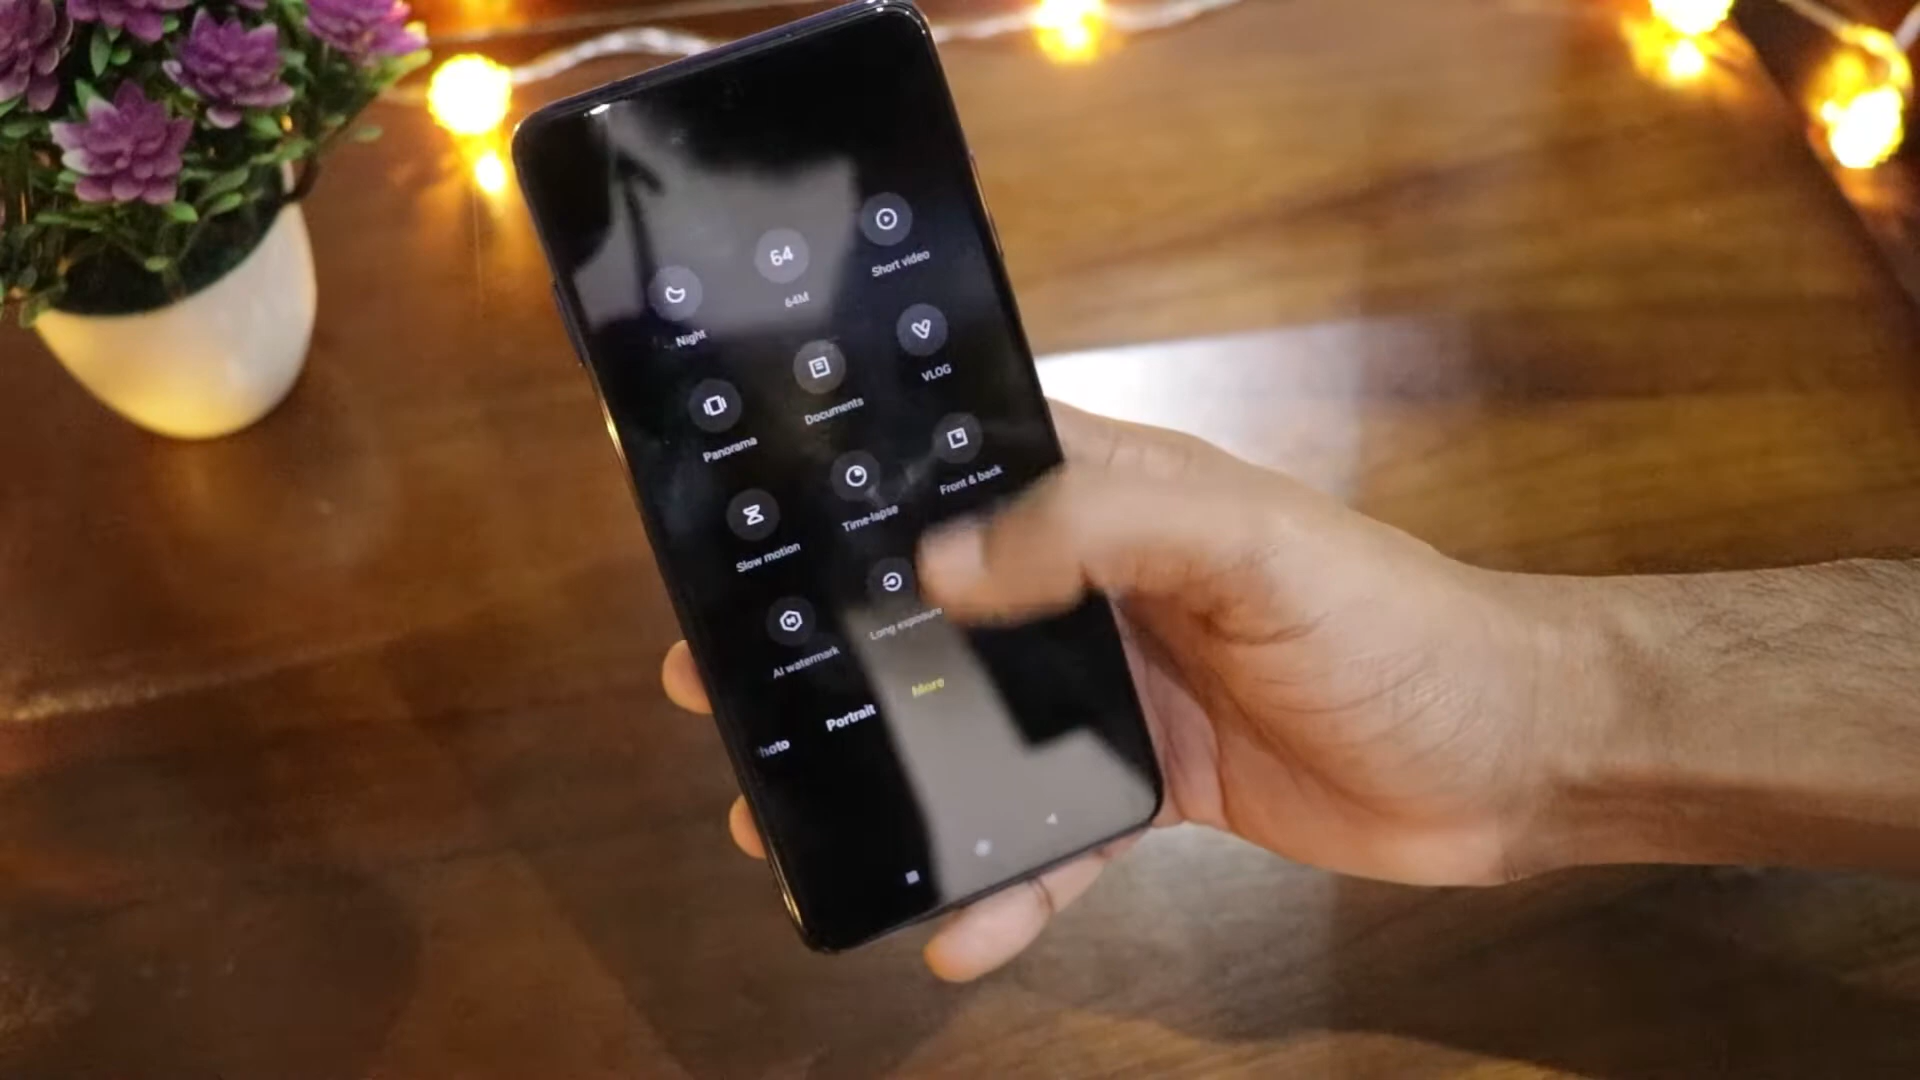 64
Night
64M
Short video
Panorama
Documents
VLOG
Slow motion
Time-lapse
Front & back
AI watermark
Long exposure
hoto
Portrait
More